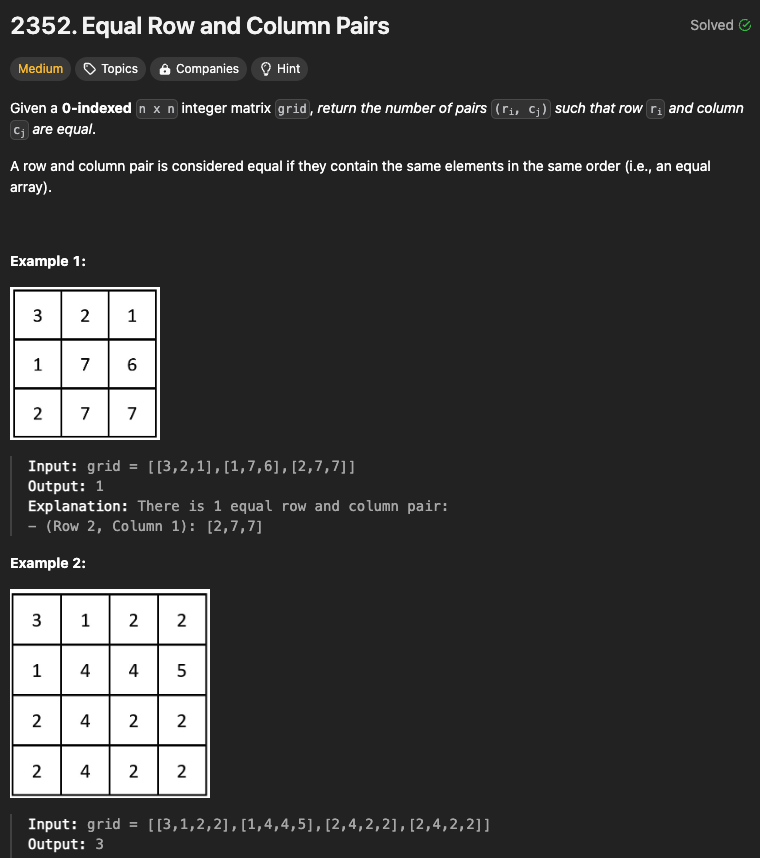 2352. Equal Row and Column Pairs
Solved
Medium Topics Companies Hint
Given a 0-indexed n x n integer matrix grid, return the number of pairs (rᵢ, cⱼ) such that row rᵢ and column
cⱼ are equal.
A row and column pair is considered equal if they contain the same elements in the same order (i.e., an equal
array).
Example 1:
3 2 1
1 7 6
2 7 7
Input: grid = [[3,2,1],[1,7,6],[2,7,7]]
Output: 1
Explanation: There is 1 equal row and column pair:
- (Row 2, Column 1): [2,7,7]
Example 2:
3 1 2 2
1 4 4 5
2 4 2 2
2 4 2 2
Input: grid = [[3,1,2,2],[1,4,4,5],[2,4,2,2],[2,4,2,2]]
Output: 3